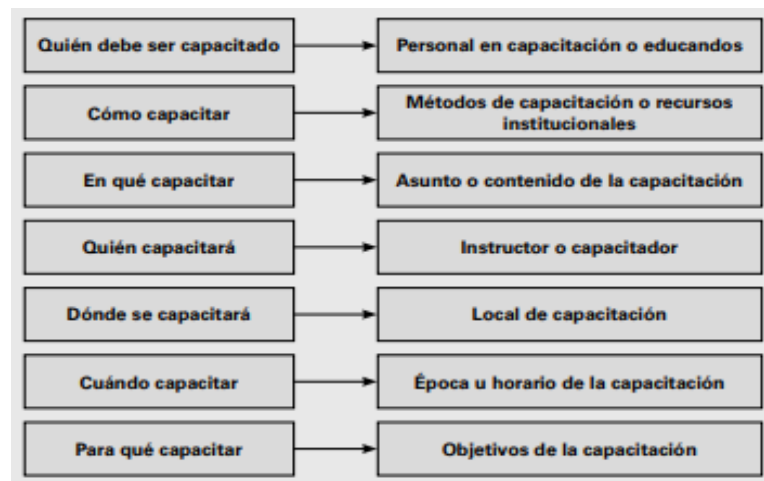 Quién debe ser capacitado
Personal en capacitación o educandos
Cómo capacitar
Métodos de capacitación o recursos
institucionales
En qué capacitar
Asunto o contenido de la capacitación
Quién capacitará
Instructor o capacitador
Dónde se capacitará
Local de capacitación
Cuándo capacitar
Época u horario de la capacitación
Para qué capacitar
Objetivos de la capacitación